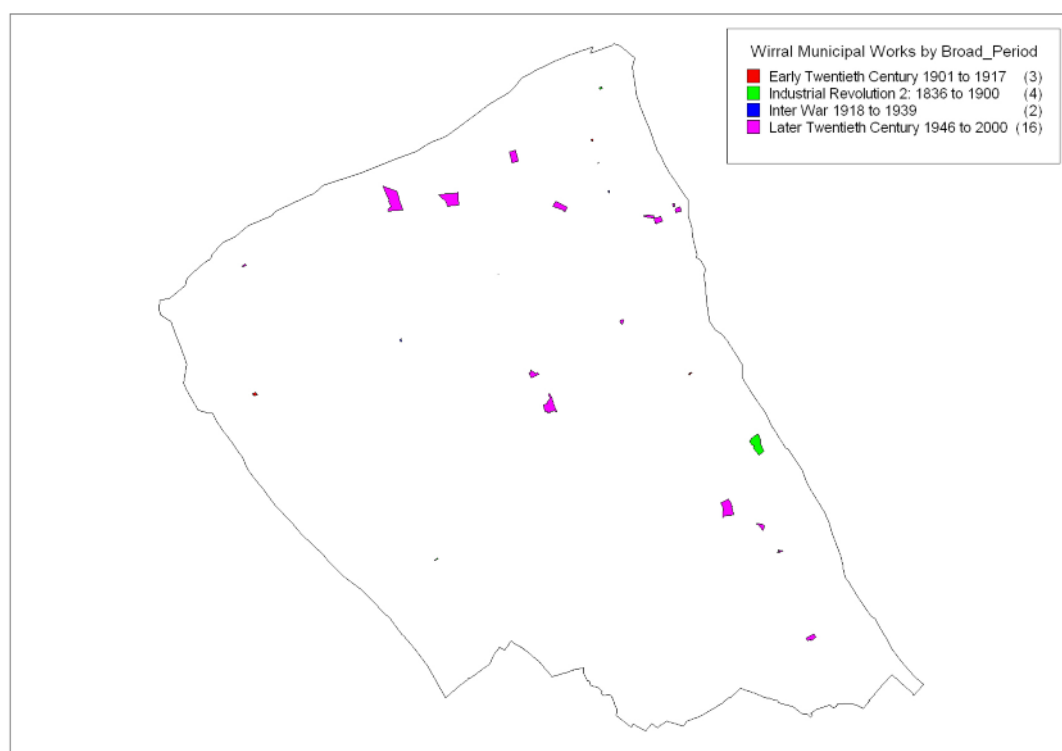 Wirral Municipal Works by Broad_Period
Early Twentieth Century 1901 to 1917 (3)
Industrial Revolution 2: 1836 to 1900 (4)
Inter War 1918 to 1939 (2)
Later Twentieth Century 1946 to 2000 (16)